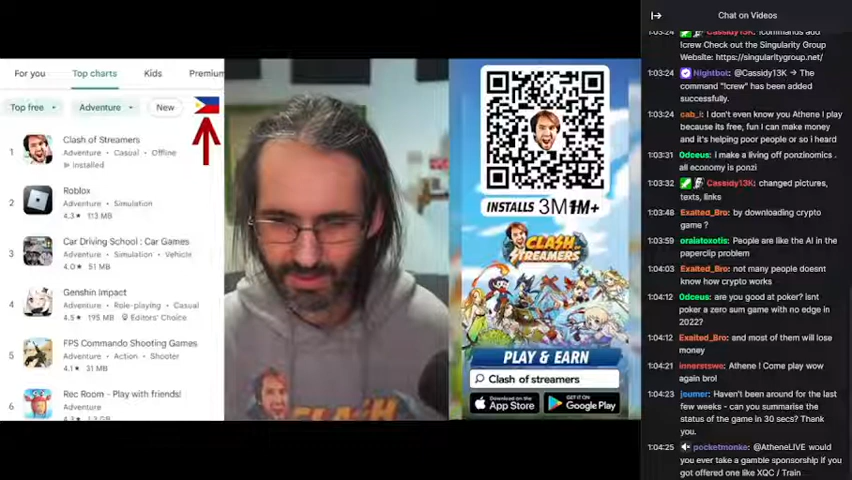 Chat on Videos
For you
Top charts
Kids
Premium
Top free
Adventure
New
1
Clash of Streamers
Adventure • Casual • Offline
Installed
2
Roblox
Adventure • Simulation
4.3★ 113 MB
3
Car Driving School : Car Games
Adventure • Simulation • Vehicle
4.0★ 51 MB
4
Genshin Impact
Adventure • Role-playing • Casual
4.5★ 195 MB Editors' Choice
5
FPS Commando Shooting Games
Adventure • Action • Shooter
4.1★ 31 MB
6
Rec Room - Play with friends!
Adventure
INSTALLS 3M 1M+
CLASH
STREAMERS
PLAY & EARN
Clash of streamers
Download on the
App Store
GET IT ON
Google Play
1:03:24 Cassidy13K: !commands add
!crew Check out the Singularity Group
Website: https://singularitygroup.net/
1:03:24 Nightbot: @Cassidy13K -> The
command "!crew" has been added
successfully.
1:03:24 cab_i: I don't even know you Athene I play
because its free, fun I can make money
and it's helping poor people or so i heard
1:03:31 0dceus: i make a living off ponzinomics .
all economy is ponzi
1:03:32 Cassidy13K: changed pictures,
texts, links
1:03:48 Exalted_Bro: by downloading crypto
game ?
1:03:59 oraiatoxotis: People are like the AI in the
paperclip problem
1:04:03 Exalted_Bro: not many people doesnt
know how crypto works
1:04:12 0dceus: are you good at poker? isnt
poker a zero sum game with no edge in
2022?
1:04:12 Exalted_Bro: and most of them will lose
money
1:04:21 innerstswo: Athene ! Come play wow
again bro!
1:04:23 jeumer: Haven't been around for the last
few weeks - can you summarise the
status of the game in 30 secs? Thank
you.
1:04:25 pocketmonke: @AtheneLIVE would
you ever take a gamble sponsorship if you
got offered one like XQC / Train